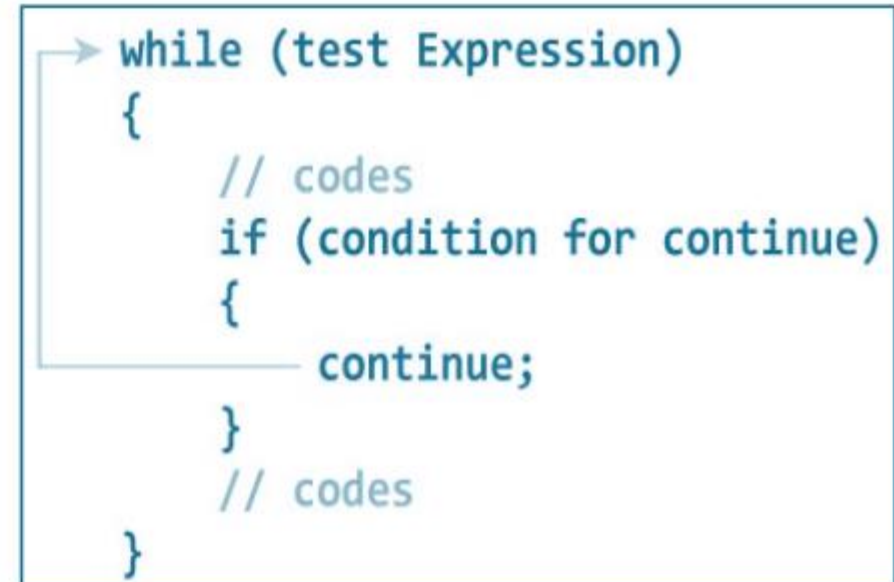 while (test Expression)
{
// codes
if (condition for continue)
{
continue;
}
// codes
}